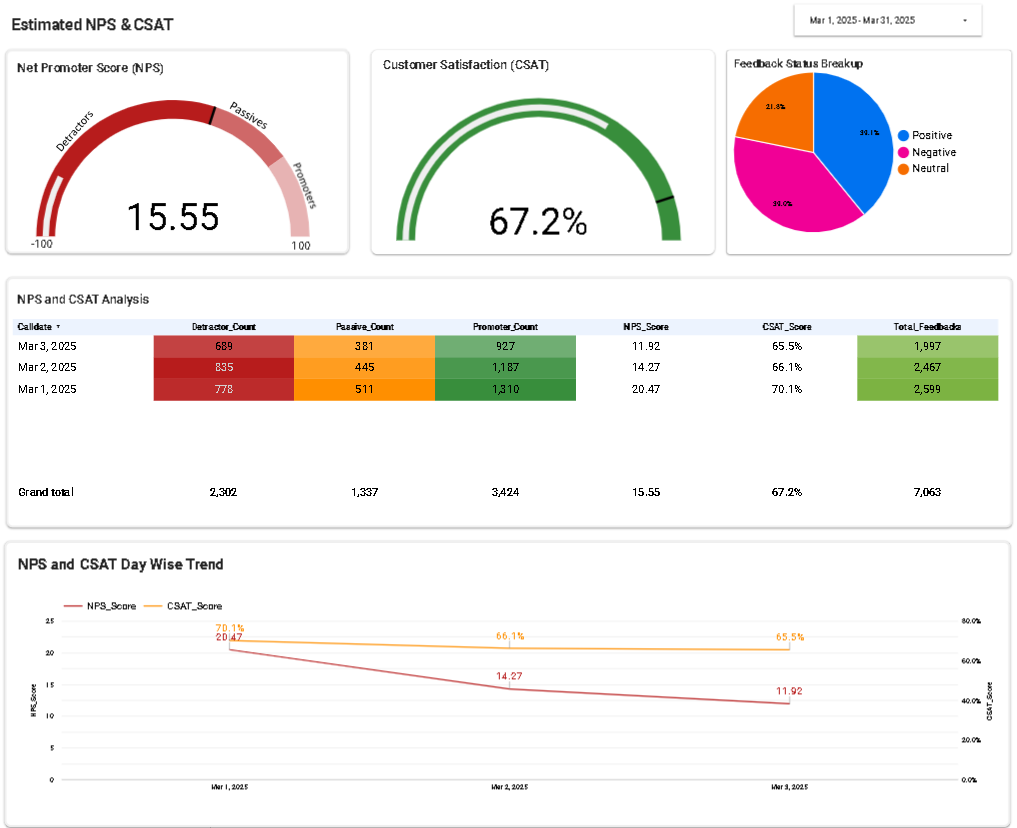 Estimated NPS & CSAT
Mar 1, 2025 - Mar 31, 2025
Net Promoter Score (NPS)
Detractors
Passives
Promoters
15.55
-100
100
Customer Satisfaction (CSAT)
67.2%
Feedback Status Breakup
21.8%
39.1%
39.0%
Positive
Negative
Neutral
NPS and CSAT Analysis
Calldate Detractor_Count Passive_Count Promoter_Count NPS_Score CSAT_Score Total_Feedbacks
Mar 3, 2025 689 381 927 11.92 65.5% 1,997
Mar 2, 2025 835 445 1,187 14.27 66.1% 2,467
Mar 1, 2025 778 511 1,310 20.47 70.1% 2,599
Grand total 2,302 1,337 3,424 15.55 67.2% 7,063
NPS and CSAT Day Wise Trend
NPS_Score CSAT_Score
25
20
15
10
5
0
NPS_Score
70.1%
20.47
66.1%
14.27
65.5%
11.92
80.0%
60.0%
40.0%
20.0%
0.0%
CSAT_Score
Mar 1, 2025
Mar 2, 2025
Mar 3, 2025